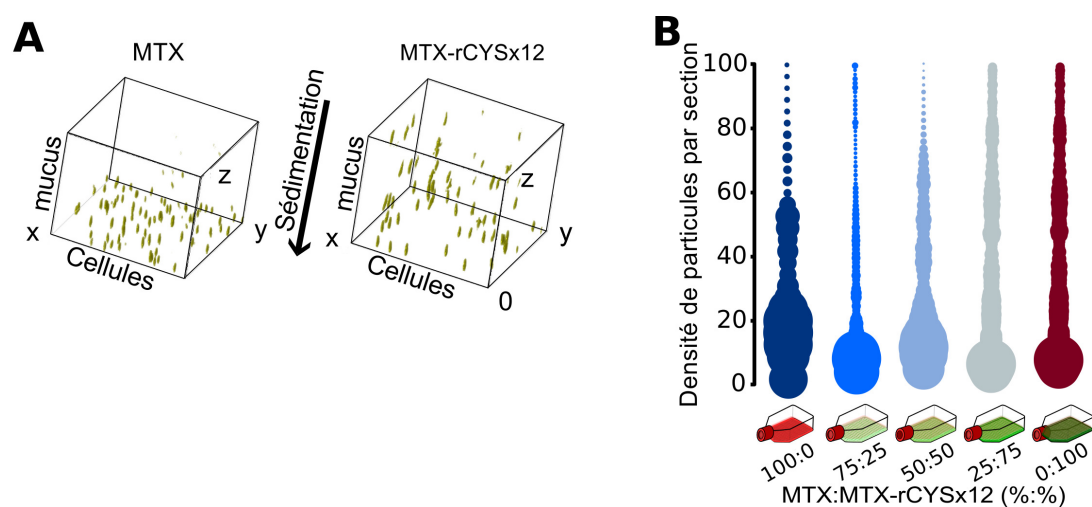 A
MTX
MTX-rCYSx12
mucus
x
Cellules
z
y
Sédimentation
mucus
x
Cellules
z
y
0
B
Densité de particules par section
100
80
60
40
20
0
100:0
75:25
50:50
25:75
0:100
MTX:MTX-rCYSx12 (%:%)